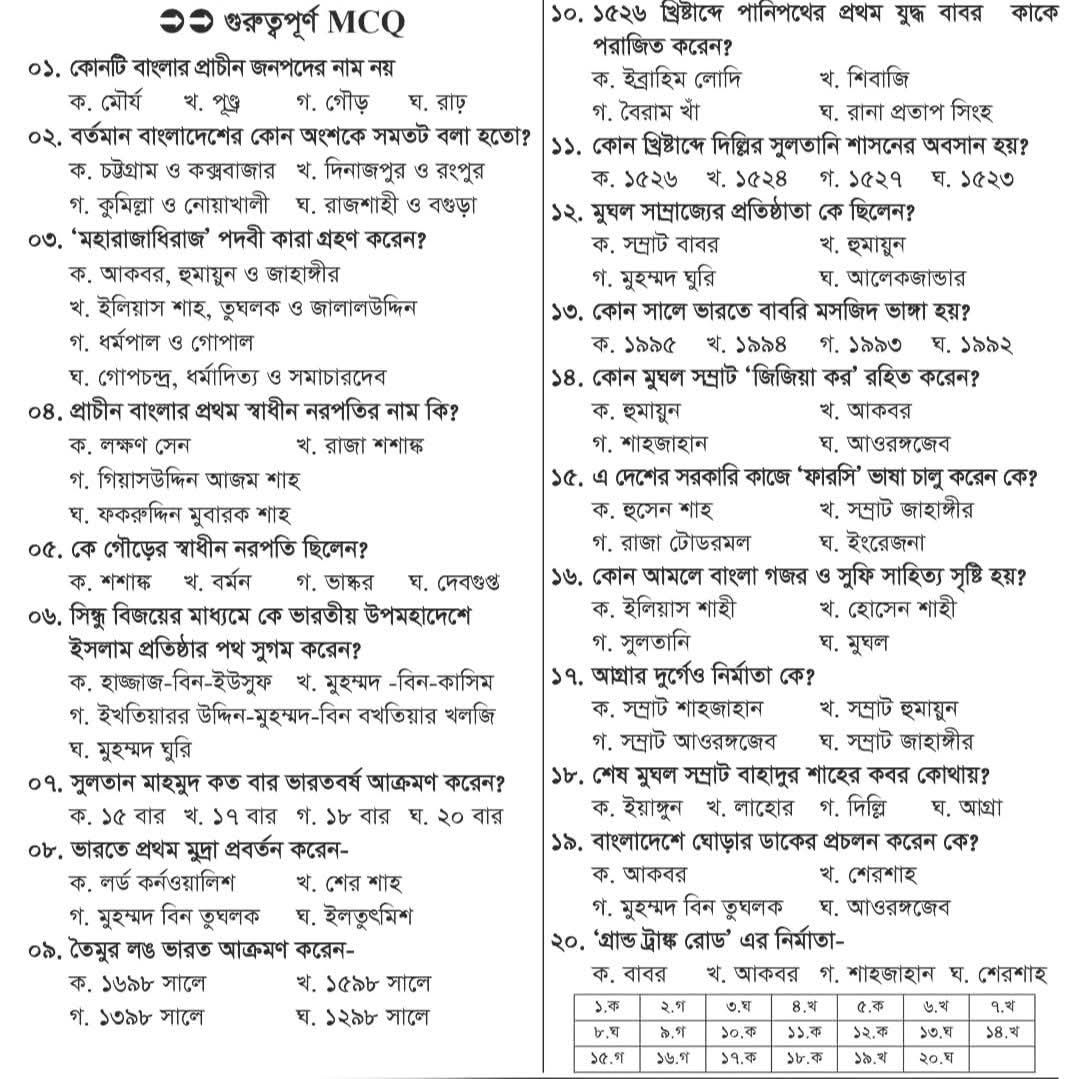 ➲➲ গুরুত্বপূর্ণ MCQ
০১. কোনটি বাংলার প্রাচীন জনপদের নাম নয়
ক. মৌর্য খ. পুণ্ড্র গ. গৌড় ঘ. রাঢ়
০২. বর্তমান বাংলাদেশের কোন অংশকে সমতট বলা হতো?
ক. চট্টগ্রাম ও কক্সবাজার খ. দিনাজপুর ও রংপুর
গ. কুমিল্লা ও নোয়াখালী ঘ. রাজশাহী ও বগুড়া
০৩. ‘মহারাজাধিরাজ’ পদবী কারা গ্রহণ করেন?
ক. আকবর, হুমায়ূন ও জাহাঙ্গীর
খ. ইলিয়াস শাহ, তুঘলক ও জালালউদ্দিন
গ. ধর্মপাল ও গোপাল
ঘ. গোপচন্দ্র, ধর্মাদিত্য ও সমাচারদেব
০৪. প্রাচীন বাংলার প্রথম স্বাধীন নরপতির নাম কি?
ক. লক্ষণ সেন খ. রাজা শশাঙ্ক
গ. গিয়াসউদ্দিন আজম শাহ
ঘ. ফকরুদ্দিন মুবারক শাহ
০৫. কে গৌড়ের স্বাধীন নরপতি ছিলেন?
ক. শশাঙ্ক খ. বর্মন গ. ভাষ্কর ঘ. দেবগুপ্ত
০৬. সিন্ধু বিজয়ের মাধ্যমে কে ভারতীয় উপমহাদেশে
ইসলাম প্রতিষ্ঠার পথ সুগম করেন?
ক. হাজ্জাজ-বিন-ইউসুফ খ. মুহম্মদ -বিন-কাসিম
গ. ইখতিয়ারর উদ্দিন-মুহম্মদ-বিন বখতিয়ার খলজি
ঘ. মুহম্মদ ঘুরি
০৭. সুলতান মাহমুদ কত বার ভারতবর্ষ আক্রমণ করেন?
ক. ১৫ বার খ. ১৭ বার গ. ১৮ বার ঘ. ২০ বার
০৮. ভারতে প্রথম মুদ্রা প্রবর্তন করেন-
ক. লর্ড কর্নওয়ালিশ খ. শের শাহ
গ. মুহম্মদ বিন তুঘলক ঘ. ইলতুৎমিশ
০৯. তৈমুর লঙ ভারত আক্রমণ করেন-
ক. ১৬৯৮ সালে খ. ১৫৯৮ সালে
গ. ১৩৯৮ সালে ঘ. ১২৯৮ সালে
১০. ১৫২৬ খ্রিষ্টাব্দে পানিপথের প্রথম যুদ্ধ বাবর কাকে
পরাজিত করেন?
ক. ইব্রাহিম লোদি খ. শিবাজি
গ. বৈরাম খাঁ ঘ. রানা প্রতাপ সিংহ
১১. কোন খ্রিষ্টাব্দে দিল্লির সুলতানি শাসনের অবসান হয়?
ক. ১৫২৬ খ. ১৫২৪ গ. ১৫২৭ ঘ. ১৫২৩
১২. মুঘল সাম্রাজ্যের প্রতিষ্ঠাতা কে ছিলেন?
ক. সম্রাট বাবর খ. হুমায়ূন
গ. মুহম্মদ ঘুরি ঘ. আলেকজান্ডার
১৩. কোন সালে ভারতে বাবরি মসজিদ ভাঙ্গা হয়?
ক. ১৯৯৫ খ. ১৯৯৪ গ. ১৯৯৩ ঘ. ১৯৯২
১৪. কোন মুঘল সম্রাট ‘জিজিয়া কর’ রহিত করেন?
ক. হুমায়ুন খ. আকবর
গ. শাহজাহান ঘ. আওরঙ্গজেব
১৫. এ দেশের সরকারি কাজে ‘ফারসি’ ভাষা চালু করেন কে?
ক. হুসেন শাহ খ. সম্রাট জাহাঙ্গীর
গ. রাজা টোডরমল ঘ. ইংরেজনা
১৬. কোন আমলে বাংলা গজর ও সুফি সাহিত্য সৃষ্টি হয়?
ক. ইলিয়াস শাহী খ. হোসেন শাহী
গ. সুলতানি ঘ. মুঘল
১৭. আগ্রার দুর্গেও নির্মাতা কে?
ক. সম্রাট শাহজাহান খ. সম্রাট হুমায়ুন
গ. সম্রাট আওরঙ্গজেব ঘ. সম্রাট জাহাঙ্গীর
১৮. শেষ মুঘল সম্রাট বাহাদুর শাহের কবর কোথায়?
ক. ইয়াঙ্গুন খ. লাহোর গ. দিল্লি ঘ. আগ্রা
১৯. বাংলাদেশে ঘোড়ার ডাকের প্রচলন করেন কে?
ক. আকবর খ. শেরশাহ
গ. মুহম্মদ বিন তুঘলক ঘ. আওরঙ্গজেব
২০. ‘গ্রান্ড ট্রাঙ্ক রোড’ এর নির্মাতা-
ক. বাবর খ. আকবর গ. শাহজাহান ঘ. শেরশাহ
১.ক ২.গ ৩.ঘ ৪.খ ৫.ক ৬.খ ৭.খ
৮.ঘ ৯.গ ১০.ক ১১.ক ১২.ক ১৩.ঘ ১৪.খ
১৫.গ ১৬.গ ১৭.ক ১৮.ক ১৯.খ ২০.ঘ